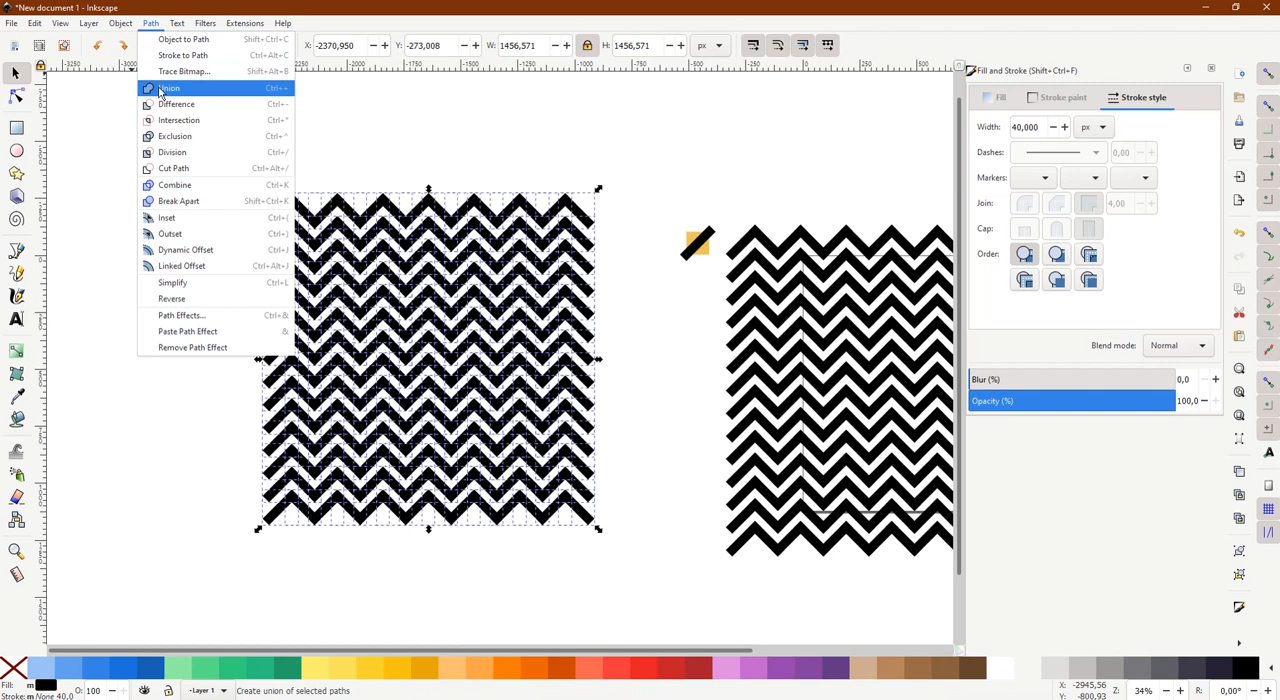 *New document 1 - Inkscape
File Edit View Layer Object Path Text Filters Extensions Help
X: -2370,950 Y: -273,008 W: 1456,571 H: 1456,571 px
Object to Path Shift+Ctrl+C
Stroke to Path Ctrl+Alt+C
Trace Bitmap... Shift+Alt+B
Union Ctrl++
Difference Ctrl+-
Intersection Ctrl+*
Exclusion Ctrl+^
Division Ctrl+/
Cut Path Ctrl+Alt+/
Combine Ctrl+K
Break Apart Shift+Ctrl+K
Inset Ctrl+(
Outset Ctrl+)
Dynamic Offset Ctrl+J
Linked Offset Ctrl+Alt+J
Simplify Ctrl+L
Reverse
Path Effects... Ctrl+&
Paste Path Effect &
Remove Path Effect
Fill and Stroke (Shift+Ctrl+F)
Fill Stroke paint Stroke style
Width: 40,000 px
Dashes: 0,00
Markers:
Join: 4,00
Cap:
Order:
Blend mode: Normal
Blur (%) 0,0
Opacity (%) 100,0
Fill: m
Stroke: m None 40,0
O: 100
Layer 1
Create union of selected paths
X: -2945,56
Y: -800,93
Z: 34% R: 0,00°